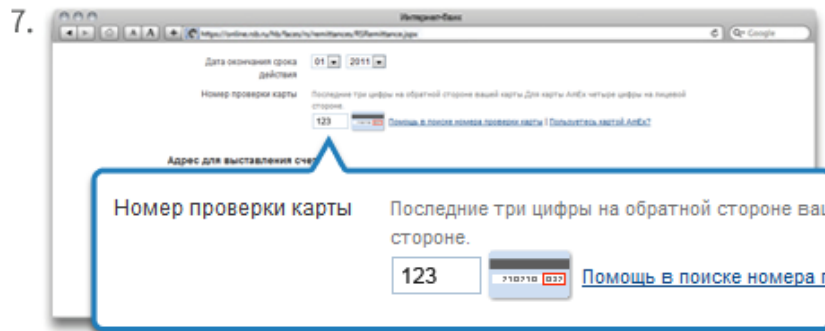 7.
Интернет-банк
A A + https://online.rsb.ru/hb/faces/rs/remittances/RSRemittance.jspx Google
Дата окончания срока 01 2011
действия
Номер проверки карты Последние три цифры на обратной стороне вашей карты Для карты AmEx четыре цифры на лицевой
стороне.
123 Помощь в поиске номера проверки карты | Пользуетесь картой AmEx?
Адрес для выставления сче
Номер проверки карты Последние три цифры на обратной стороне ваш
стороне.
123 710710 037 Помощь в поиске номера п